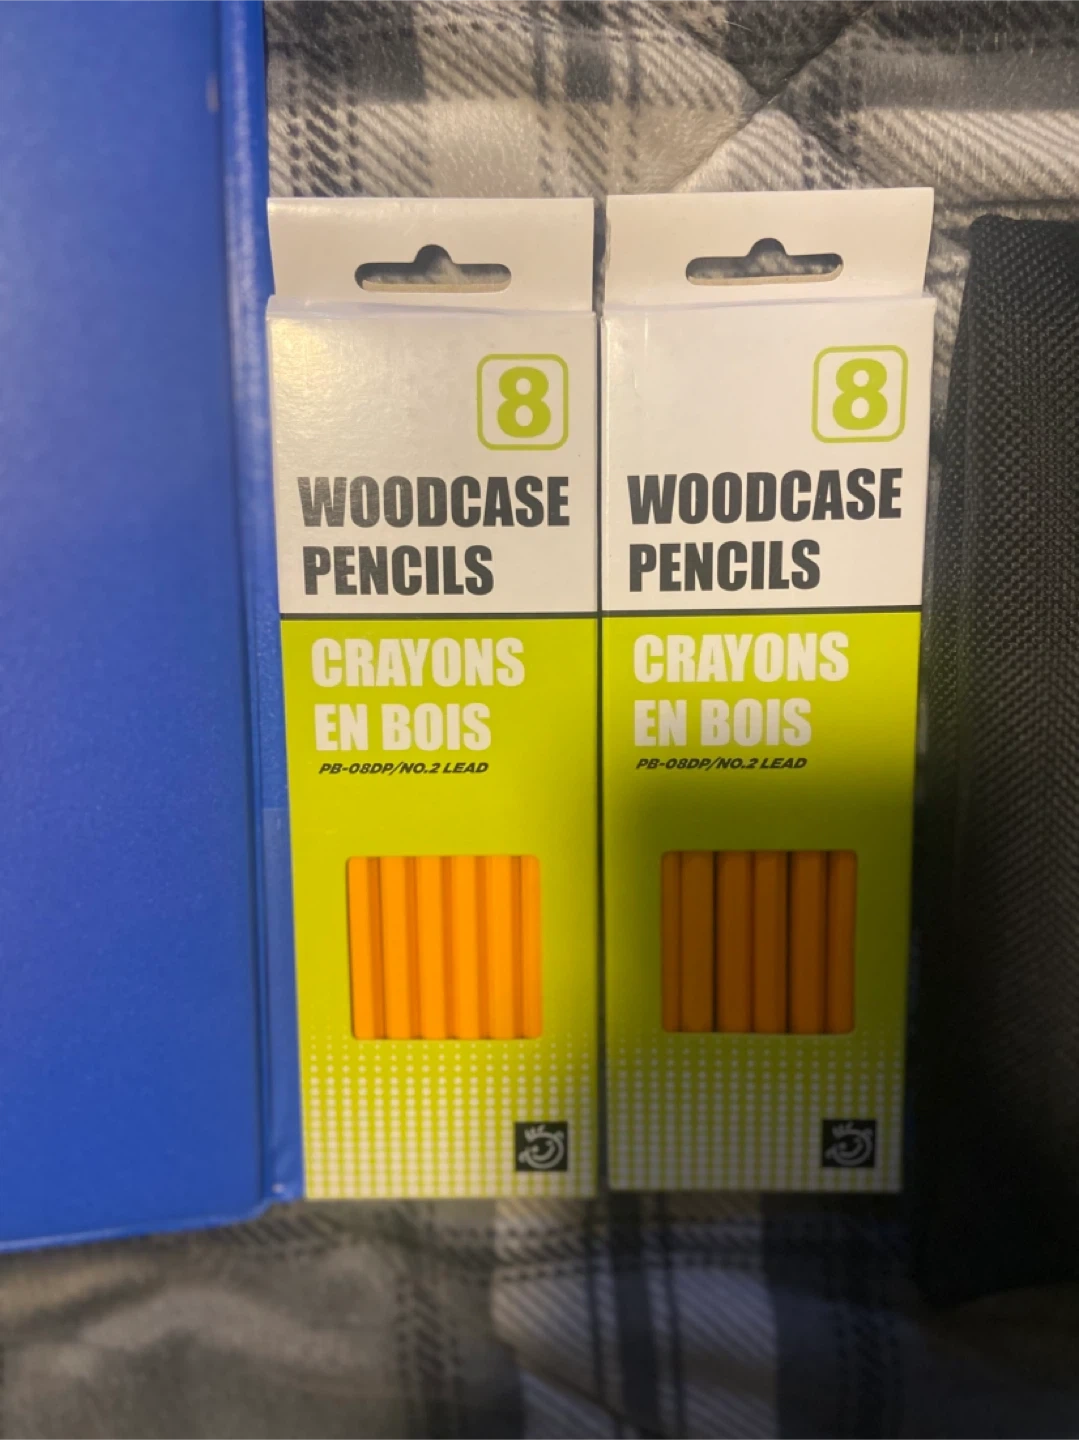 8
WOODCASE
PENCILS
CRAYONS
EN BOIS
PB-08DP/NO.2 LEAD
8
WOODCASE
PENCILS
CRAYONS
EN BOIS
PB-08DP/NO.2 LEAD